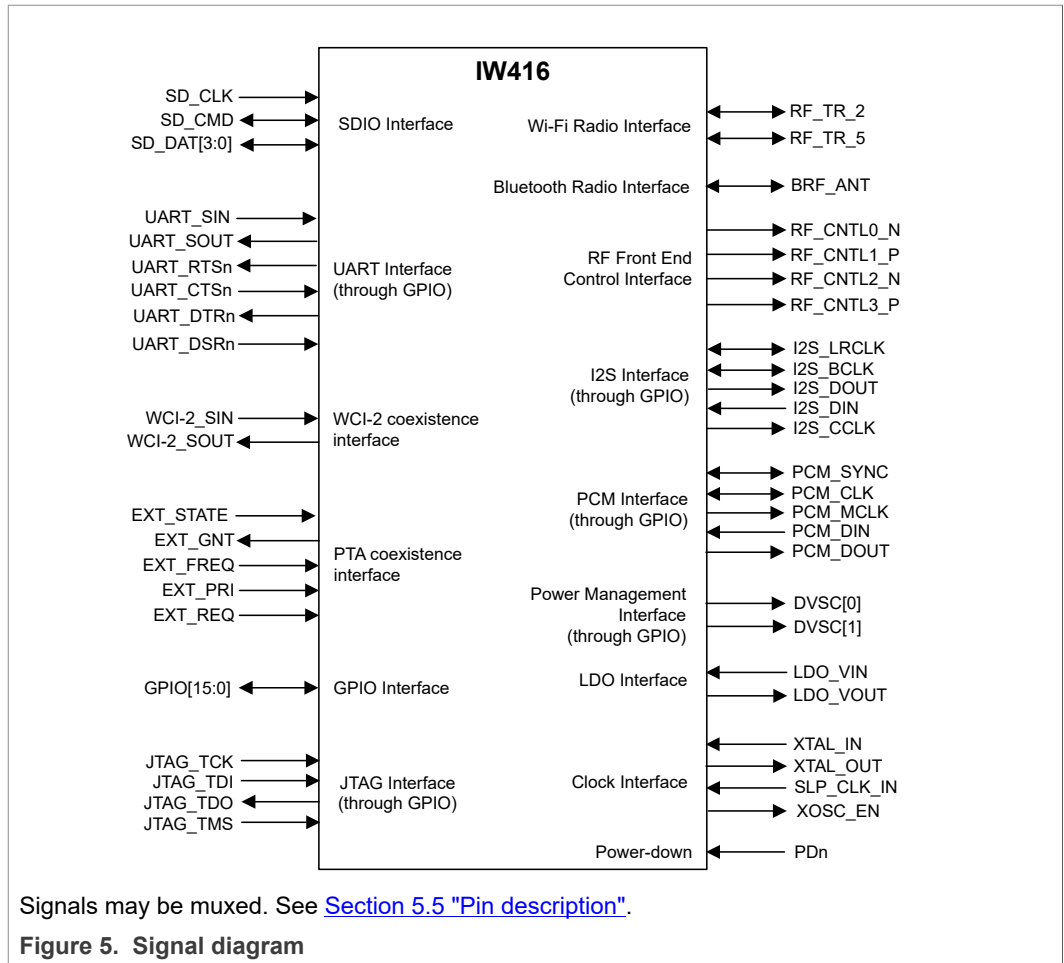 IW416
SD_CLK
SD_CMD
SD_DAT[3:0]
SDIO Interface
UART_SIN
UART_SOUT
UART_RTSn
UART_CTSn
UART_DTRn
UART_DSRn
UART Interface
(through GPIO)
WCI-2_SIN
WCI-2_SOUT
WCI-2 coexistence
interface
EXT_STATE
EXT_GNT
EXT_FREQ
EXT_PRI
EXT_REQ
PTA coexistence
interface
GPIO[15:0]
GPIO Interface
JTAG_TCK
JTAG_TDI
JTAG_TDO
JTAG_TMS
JTAG Interface
(through GPIO)
Wi-Fi Radio Interface
RF_TR_2
RF_TR_5
Bluetooth Radio Interface
BRF_ANT
RF Front End
Control Interface
RF_CNTL0_N
RF_CNTL1_P
RF_CNTL2_N
RF_CNTL3_P
I2S Interface
(through GPIO)
I2S_LRCLK
I2S_BCLK
I2S_DOUT
I2S_DIN
I2S_CCLK
PCM Interface
(through GPIO)
PCM_SYNC
PCM_CLK
PCM_MCLK
PCM_DIN
PCM_DOUT
Power Management
Interface
(through GPIO)
DVSC[0]
DVSC[1]
LDO Interface
LDO_VIN
LDO_VOUT
Clock Interface
XTAL_IN
XTAL_OUT
SLP_CLK_IN
XOSC_EN
Power-down
PDn
Signals may be muxed. See Section 5.5 "Pin description".
Figure 5. Signal diagram